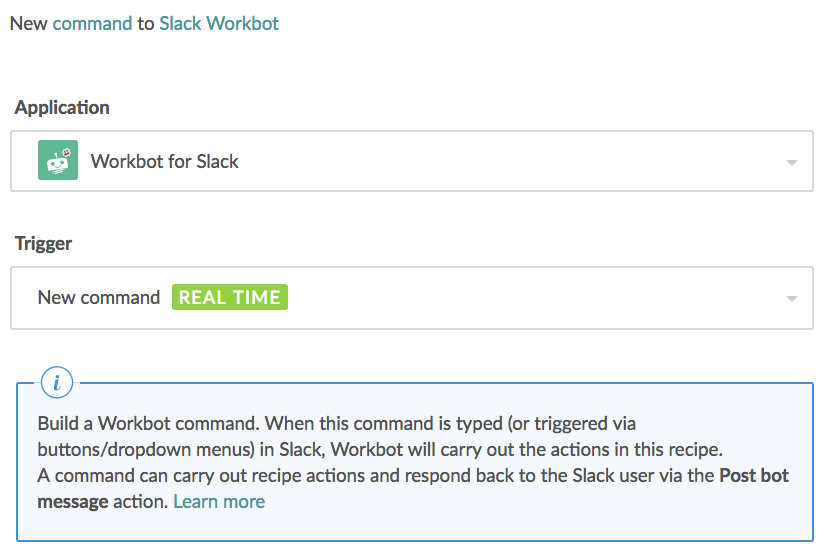 New command to Slack Workbot
Application
Workbot for Slack
Trigger
New command REAL TIME
i
Build a Workbot command. When this command is typed (or triggered via
buttons/dropdown menus) in Slack, Workbot will carry out the actions in this recipe.
A command can carry out recipe actions and respond back to the Slack user via the Post bot
message action. Learn more